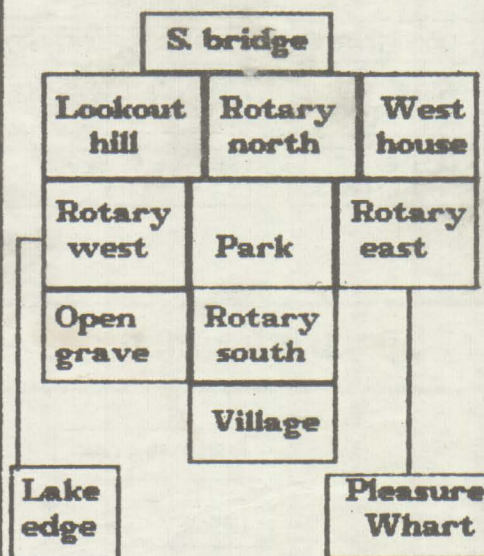 S. bridge
Lookout hill
Rotary north
West house
Rotary west
Park
Rotary east
Open grave
Rotary south
Village
Lake edge
Pleasure Whart